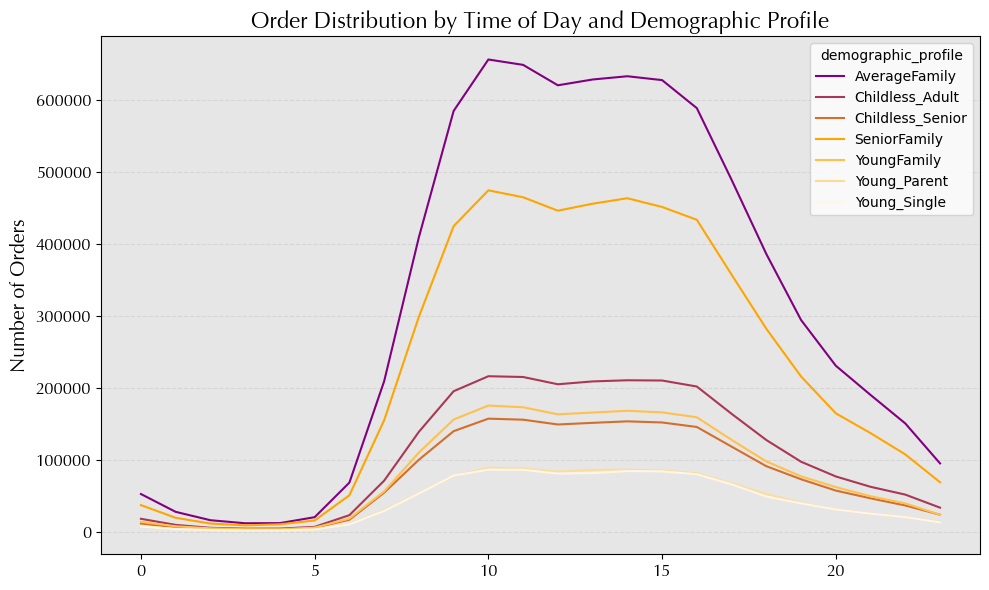 Order Distribution by Time of Day and Demographic Profile
Number of Orders
600000
500000
400000
300000
200000
100000
0
0 5 10 15 20
demographic_profile
AverageFamily
Childless_Adult
Childless_Senior
SeniorFamily
YoungFamily
Young_Parent
Young_Single